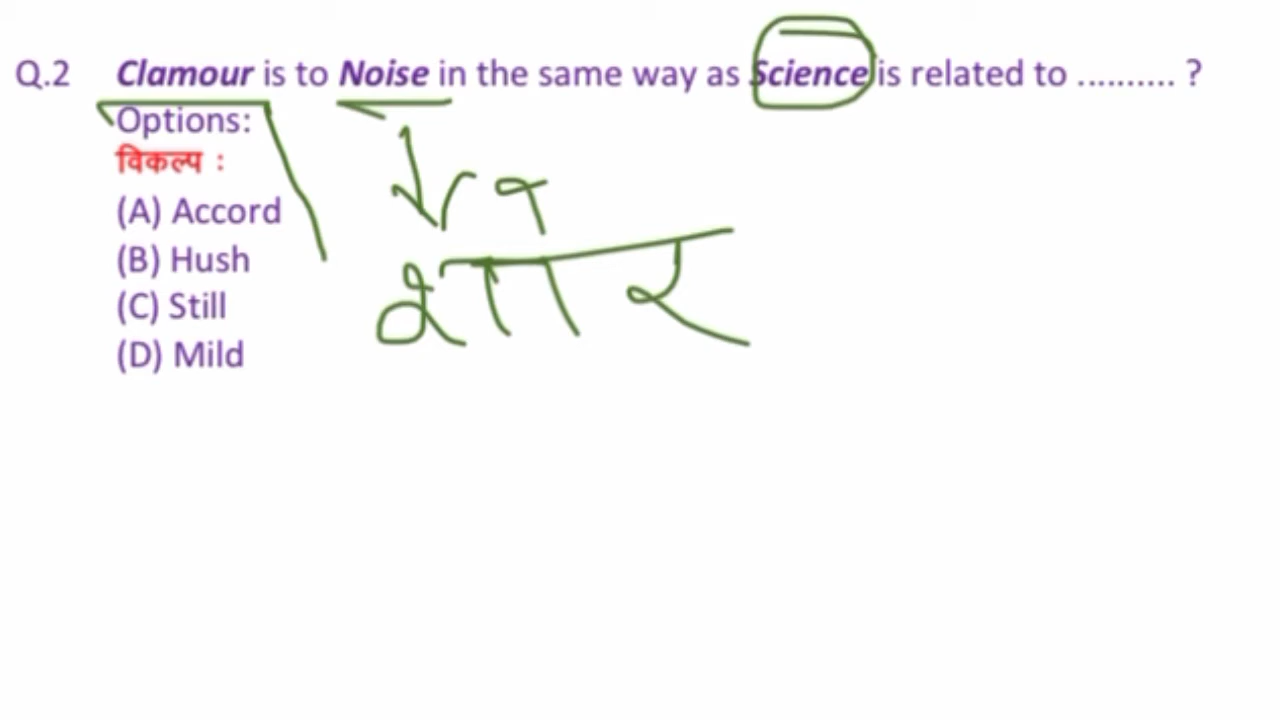 Q.2 Clamour is to Noise in the same way as Science is related to .......... ?
Options:
विकल्प :
(A) Accord
(B) Hush
(C) Still
(D) Mild